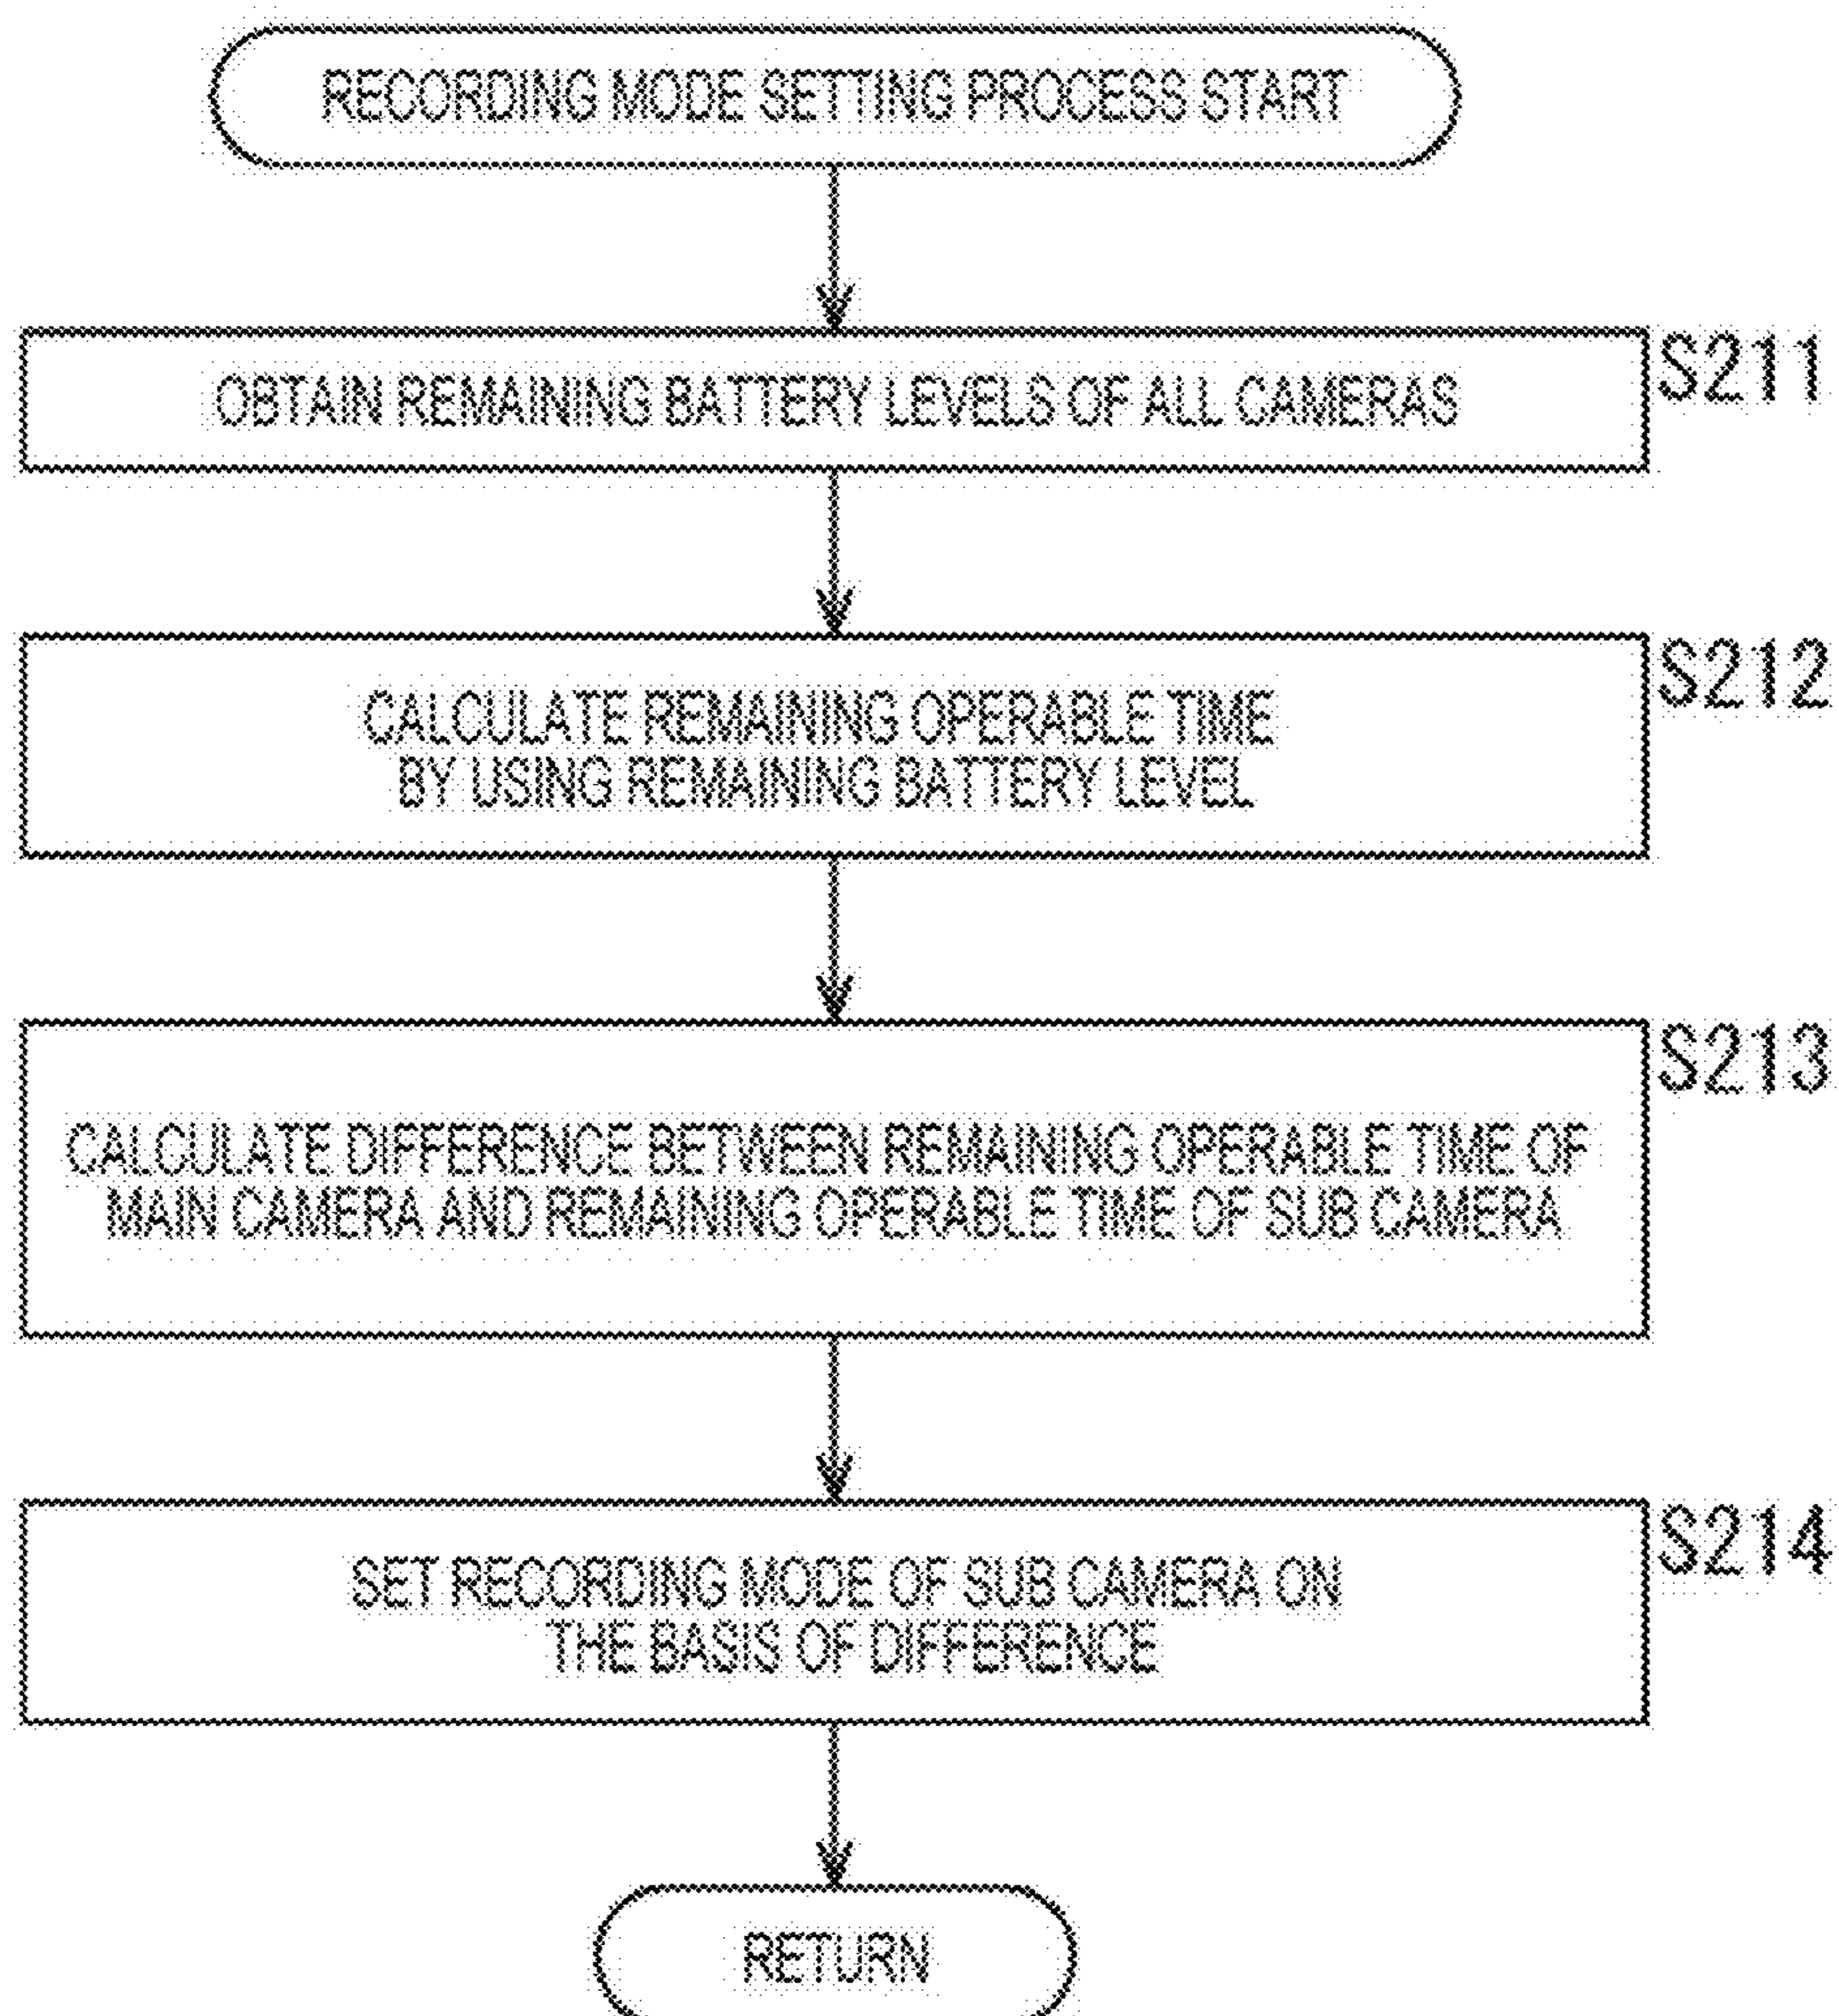 RECORDING MODE SETTING PROCESS START
OBTAIN REMAINING BATTERY LEVELS OF ALL CAMERAS
S211
CALCULATE REMAINING OPERABLE TIME
BY USING REMAINING BATTERY LEVEL
S212
CALCULATE DIFFERENCE BETWEEN REMAINING OPERABLE TIME OF
MAIN CAMERA AND REMAINING OPERABLE TIME OF SUB CAMERA
S213
SET RECORDING MODE OF SUB CAMERA ON
THE BASIS OF DIFFERENCE
S214
RETURN